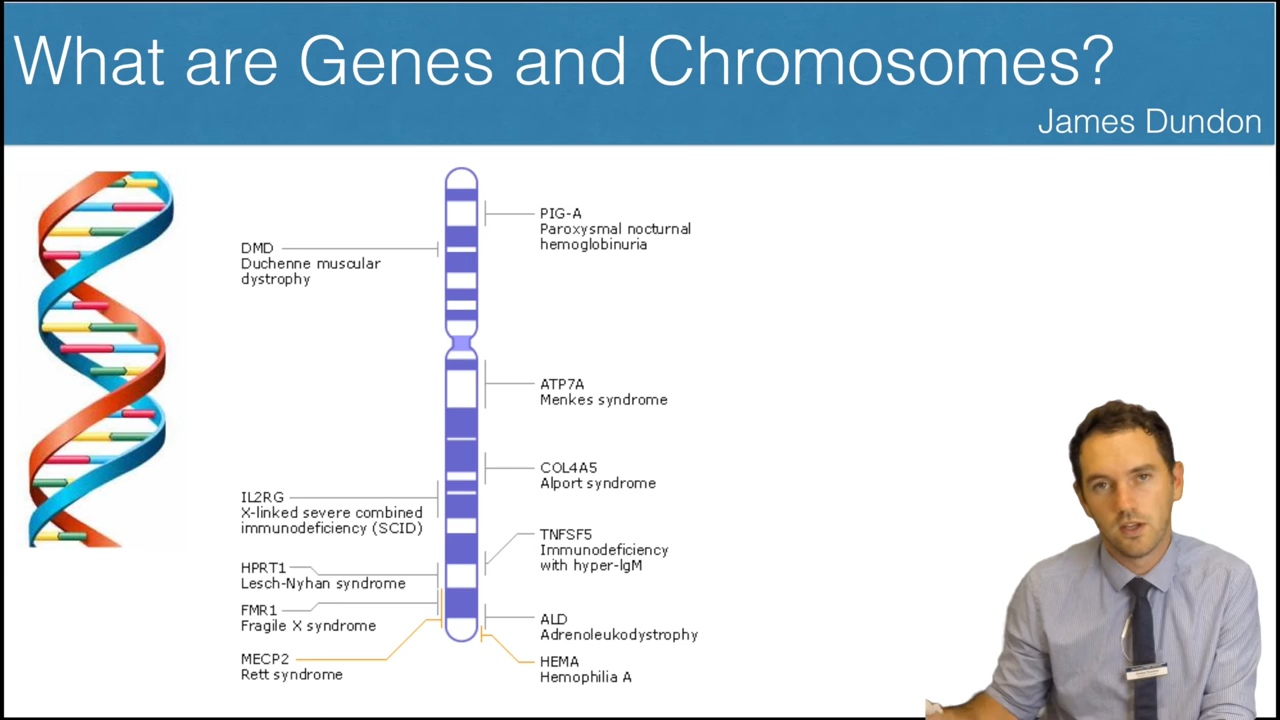 What are Genes and Chromosomes?
James Dundon
PIG-A
Paroxysmal nocturnal
hemoglobinuria
DMD
Duchenne muscular
dystrophy
ATP7A
Menkes syndrome
COL4A5
Alport syndrome
IL2RG
X-linked severe combined
immunodeficiency (SCID)
TNFSF5
Immunodeficiency
with hyper-IgM
HPRT1
Lesch-Nyhan syndrome
FMR1
Fragile X syndrome
ALD
Adrenoleukodystrophy
MECP2
Rett syndrome
HEMA
Hemophilia A